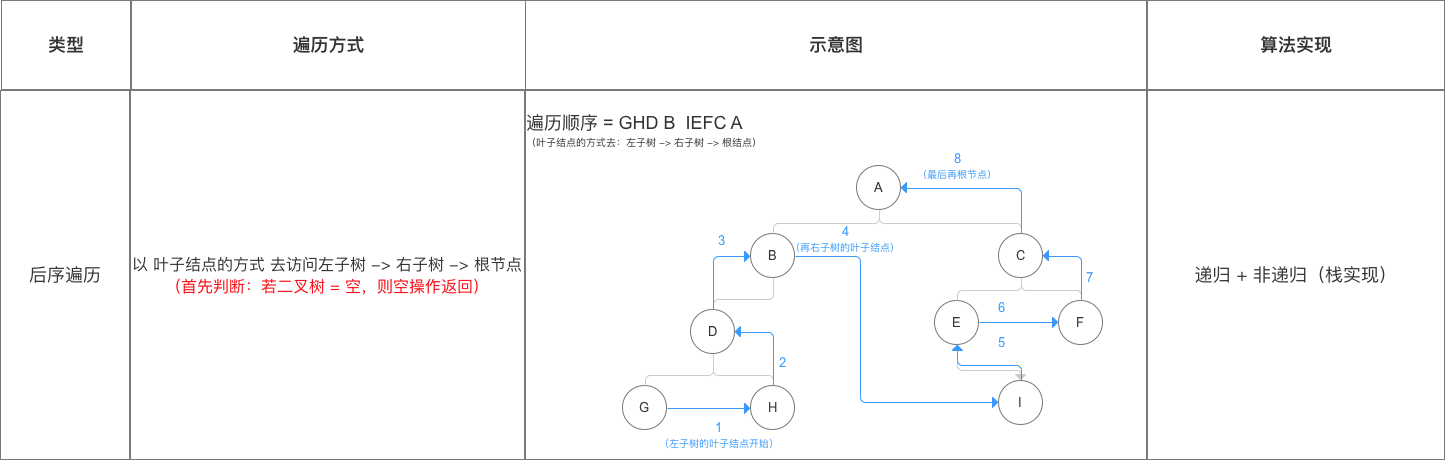 类型
遍历方式
示意图
算法实现
后序遍历
以 叶子结点的方式 去访问左子树 -> 右子树 -> 根节点
（首先判断：若二叉树 = 空，则空操作返回）
遍历顺序 = GHD B  IEFC A
（叶子结点的方式去：左子树 -> 右子树 -> 根结点）
8
（最后再根节点）
A
3
4
（再右子树的叶子结点）
B
C
7
6
D
E
F
5
2
G
H
I
1
（左子树的叶子结点开始）
递归 + 非递归（栈实现）